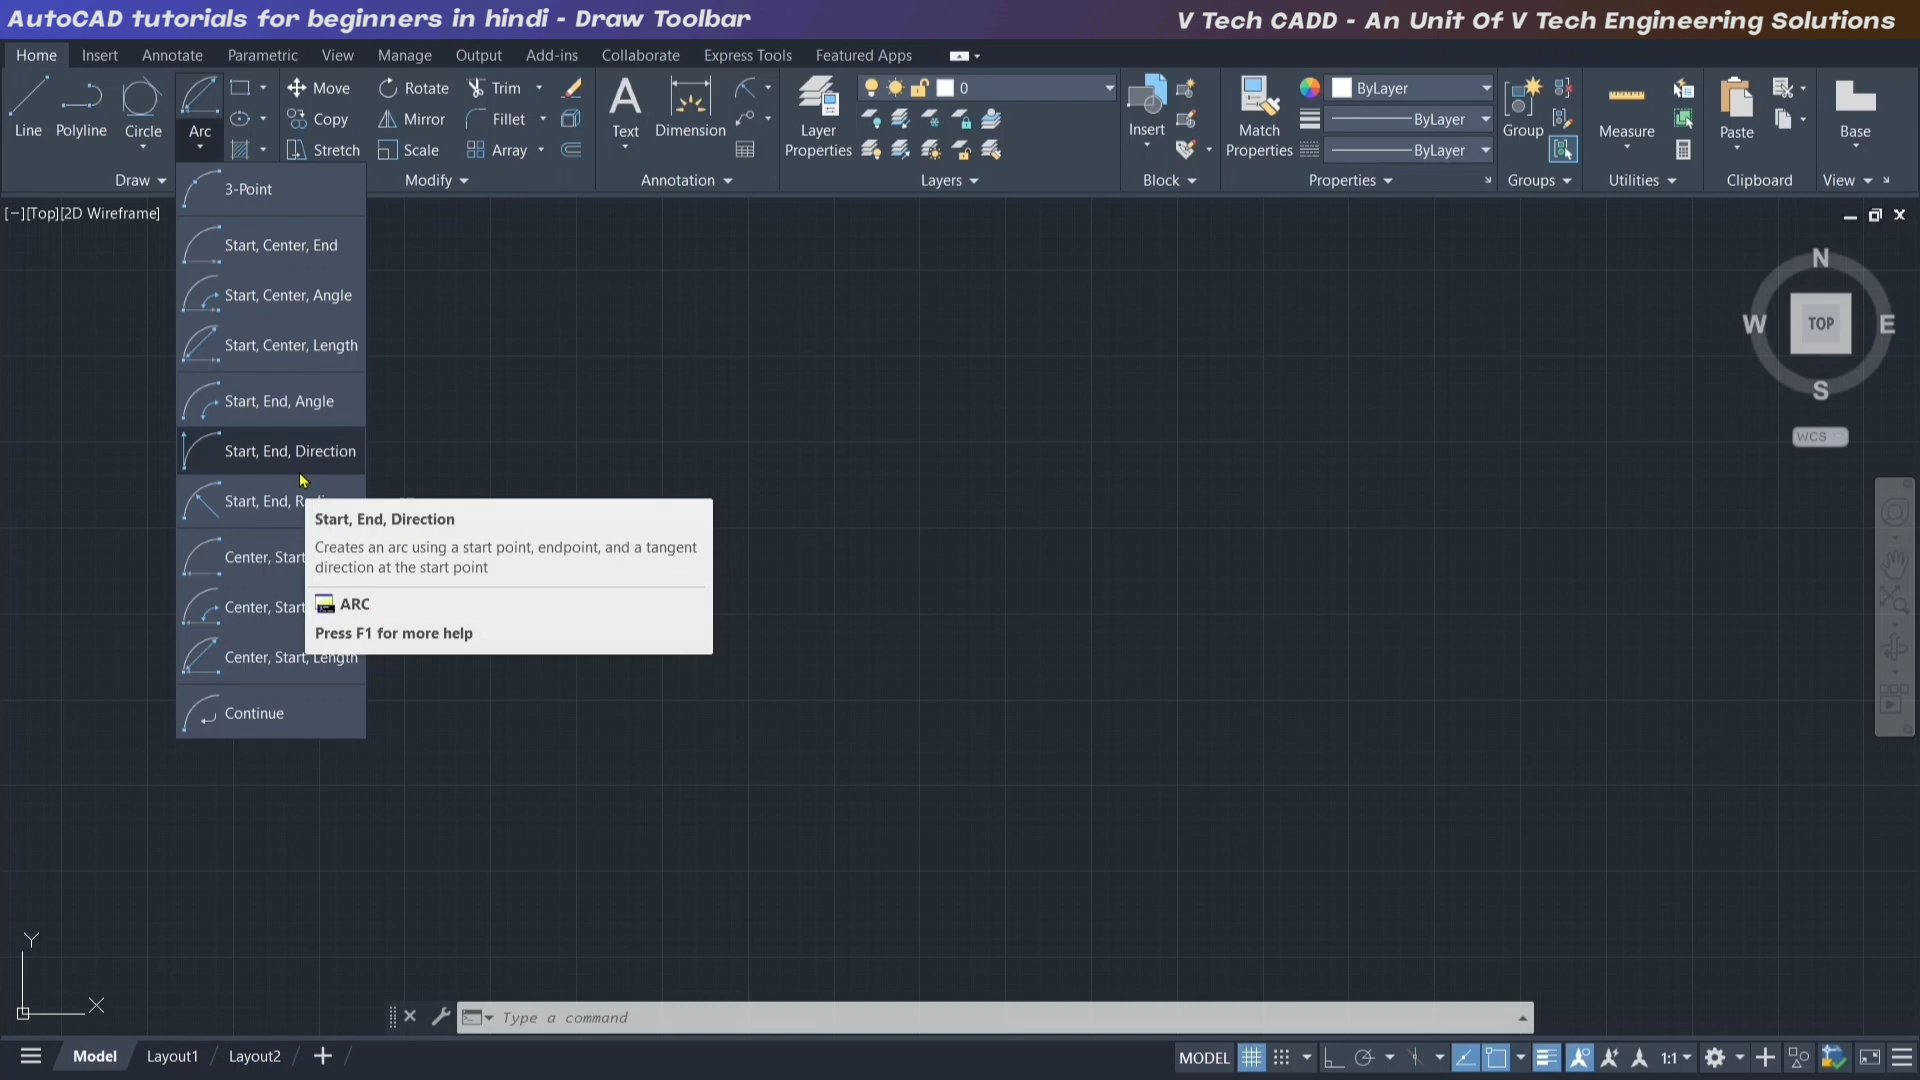 AutoCAD tutorials for beginners in hindi - Draw Toolbar
V Tech CADD - An Unit Of V Tech Engineering Solutions
Home Insert Annotate Parametric View Manage Output Add-ins Collaborate Express Tools Featured Apps
Line Polyline Circle Arc
Move Rotate Trim
Copy Mirror Fillet
Stretch Scale Array
Text Dimension
Layer Properties
0
Insert
Match Properties
ByLayer
ByLayer
ByLayer
Group
Measure
Paste
Base
Draw Modify Annotation Layers Block Properties Groups Utilities Clipboard View
[−][Top][2D Wireframe]
3-Point
Start, Center, End
Start, Center, Angle
Start, Center, Length
Start, End, Angle
Start, End, Direction
Start, End,
Center, Start
Center, Start
Center, Start, Length
Continue
Start, End, Direction
Creates an arc using a start point, endpoint, and a tangent
direction at the start point
ARC
Press F1 for more help
N
W TOP E
S
WCS
Y
X
Type a command
Model Layout1 Layout2
MODEL 1:1